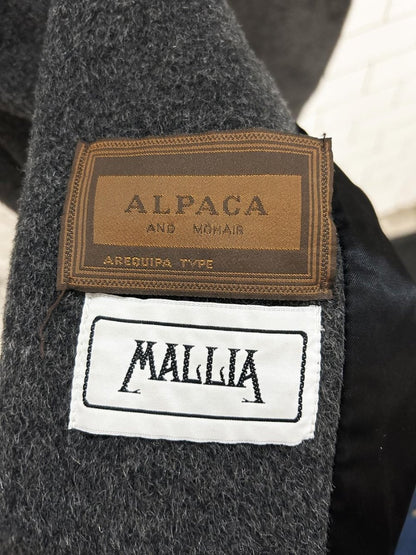 ALPACA
AND MOHAIR
AREQUIPA TYPE
MALLIA